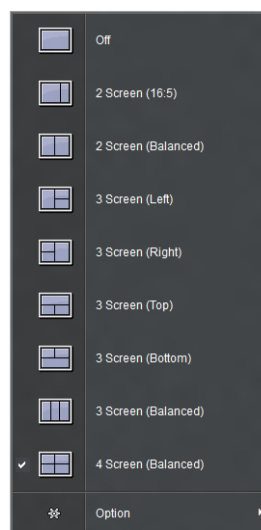 Off
2 Screen (16:5)
2 Screen (Balanced)
3 Screen (Left)
3 Screen (Right)
3 Screen (Top)
3 Screen (Bottom)
3 Screen (Balanced)
4 Screen (Balanced)
Option